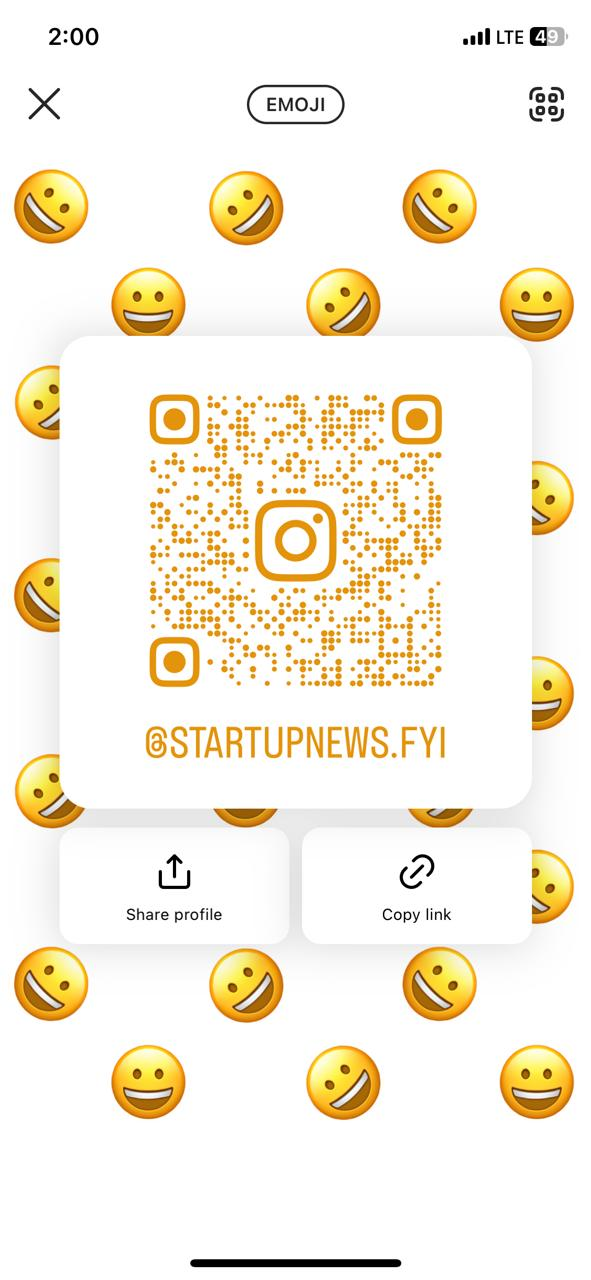 2:00
LTE
49
EMOJI
@STARTUPNEWS.FYI
Share profile
Copy link